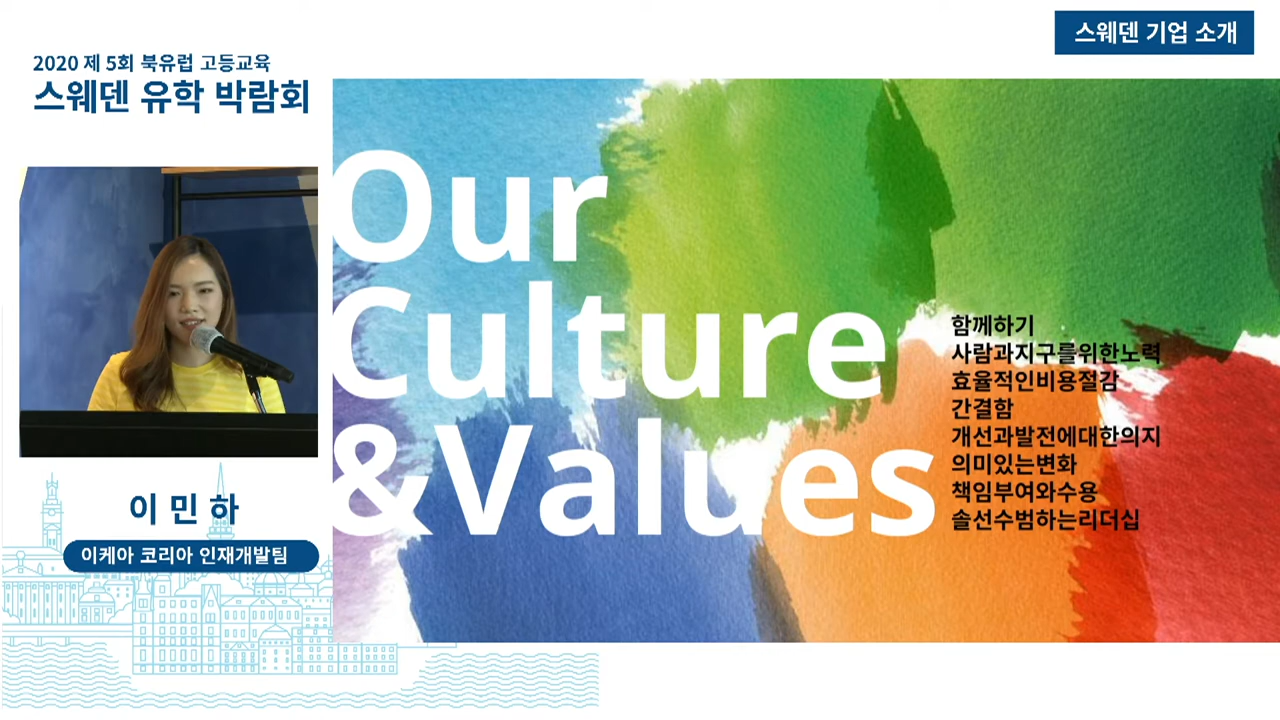 스웨덴 기업 소개
2020 제 5회 북유럽 고등교육
스웨덴 유학 박람회
Our
Culture
&Values
함께하기
사람과지구를위한노력
효율적인비용절감
간결함
개선과발전에대한의지
의미있는변화
책임부여와수용
솔선수범하는리더십
이 민 하
이케아 코리아 인재개발팀